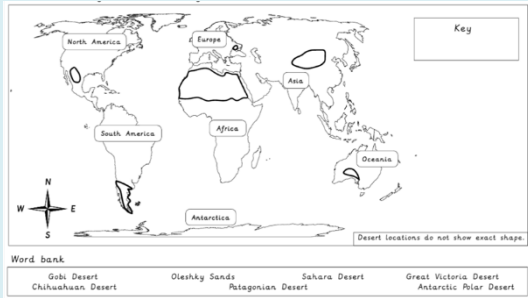 Key
North America
Europe
Asia
South America
Africa
Oceania
N
W E
S
Antarctica
Desert locations do not show exact shape.
Word bank
Gobi Desert Oleshky Sands Sahara Desert Great Victoria Desert
Chihuahuan Desert Patagonian Desert Antarctic Polar Desert